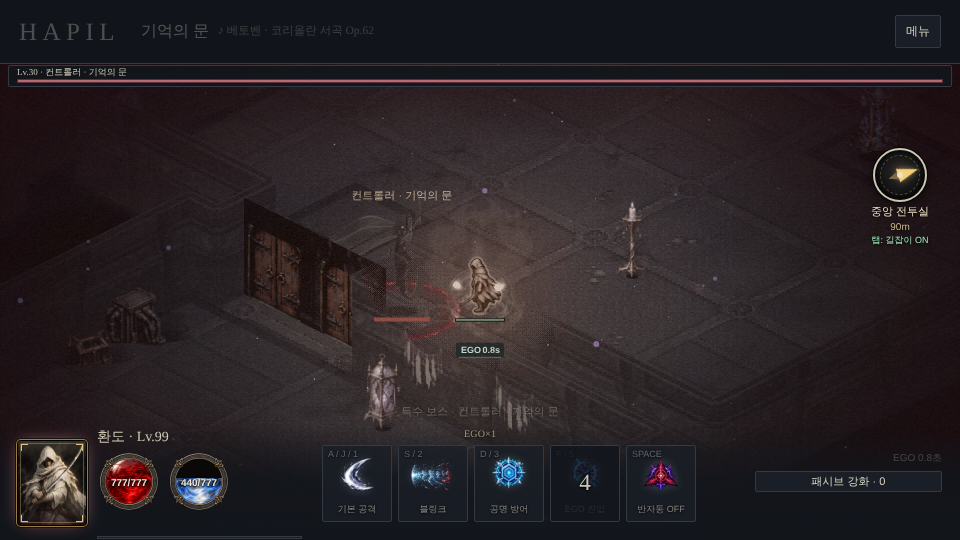 HAPIL 기억의 문 ♪ 베토벤 · 코리올란 서곡 Op.62
메뉴
Lv.30 · 컨트롤러 · 기억의 문
컨트롤러 · 기억의 문
중앙 전투실
90m
탭: 길잡이 ON
EGO 0.8s
특수 보스 · 컨트롤러 · 기억의 문
EGO×1
환도 · Lv.99
777/777
440/777
A / J / 1
기본 공격
S / 2
블링크
D / 3
공명 방어
4
EGO 진입
SPACE
반자동 OFF
EGO 0.8초
패시브 강화 · 0